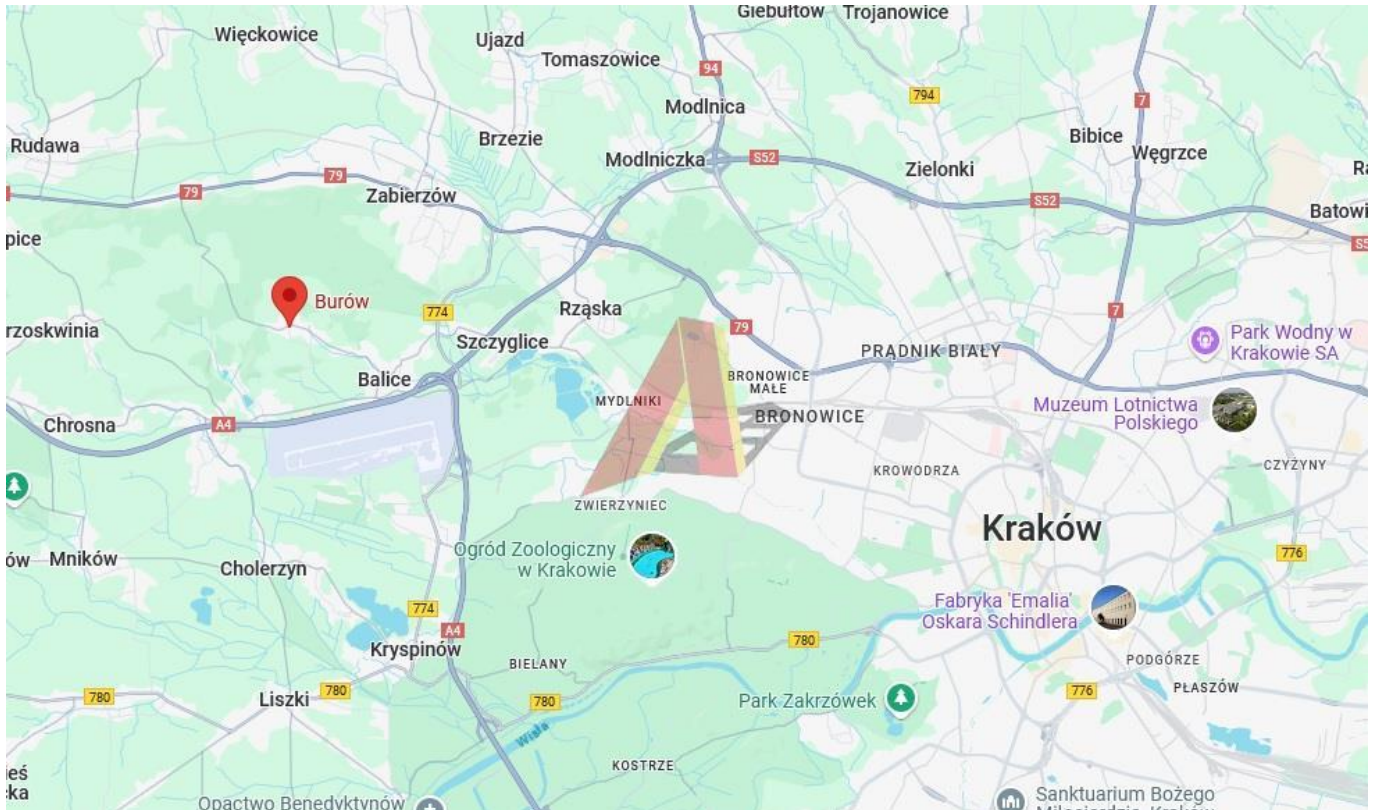 Giebułtów
Trojanowice
Więckowice
Ujazd
Tomaszowice
94
794
Modlnica
7
Rudawa
Brzezie
Bibice
Węgrzce
Modlniczka
S52
Zielonki
79
79
Zabierzów
S52
Batowi
pice
Burów
774
Rząska
7
rzoskwinia
79
Park Wodny w
Krakowie SA
Szczyglice
PRĄDNIK BIAŁY
Balice
BRONOWICE
MAŁE
MYDLNIKI
BRONOWICE
Muzeum Lotnictwa
Polskiego
Chrosna
A4
KROWODRZA
CZYŻYNY
ZWIERZYNIEC
Kraków
Ogród Zoologiczny
w Krakowie
776
ów
Mników
Cholerzyn
774
Fabryka 'Emalia'
Oskara Schindlera
A4
Kryspinów
780
BIELANY
PODGÓRZE
780
Liszki
780
780
Park Zakrzówek
776
PŁASZÓW
Wisła
KOSTRZE
Opactwo Benedyktynów
Sanktuarium Bożego
Miłosierdzia, Kraków